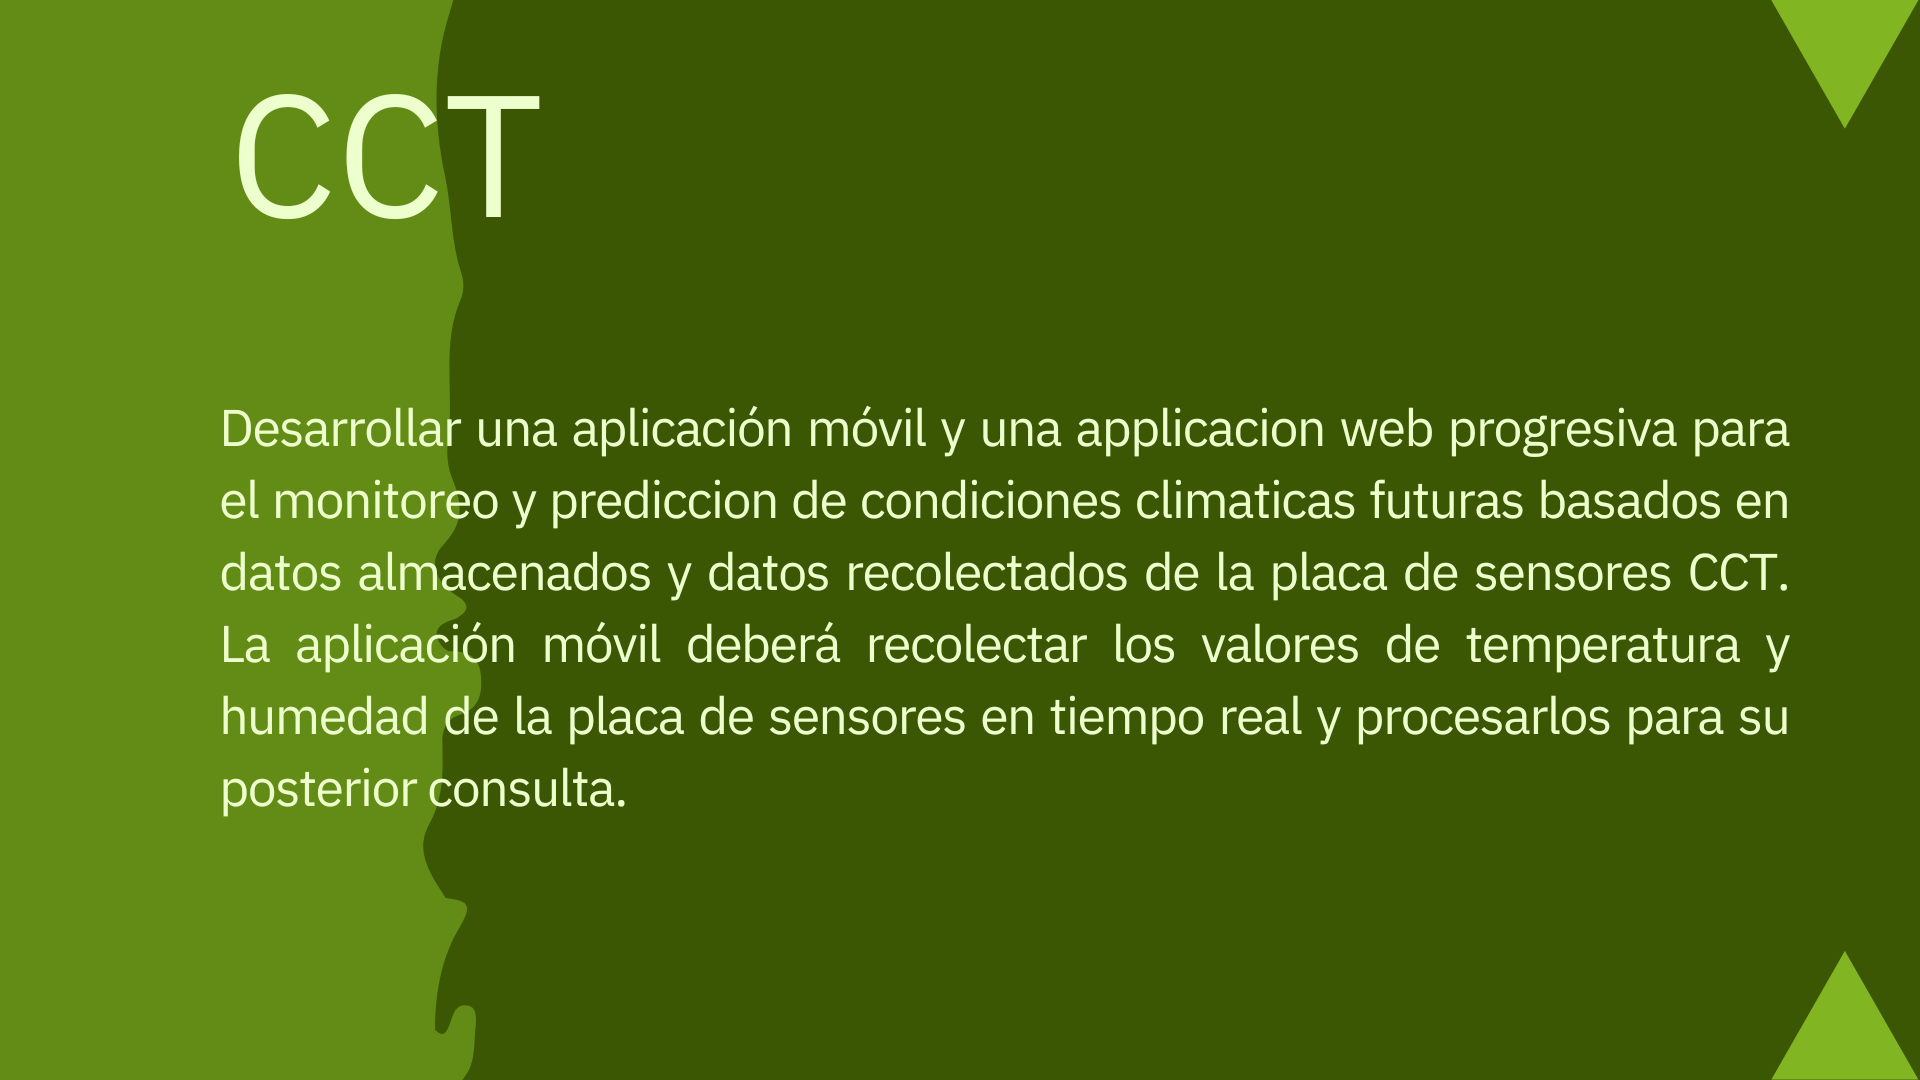 CCT
Desarrollar una aplicación móvil y una applicacion web progresiva para
el monitoreo y prediccion de condiciones climaticas futuras basados en
datos almacenados y datos recolectados de la placa de sensores CCT.
La aplicación móvil deberá recolectar los valores de temperatura y
humedad de la placa de sensores en tiempo real y procesarlos para su
posterior consulta.